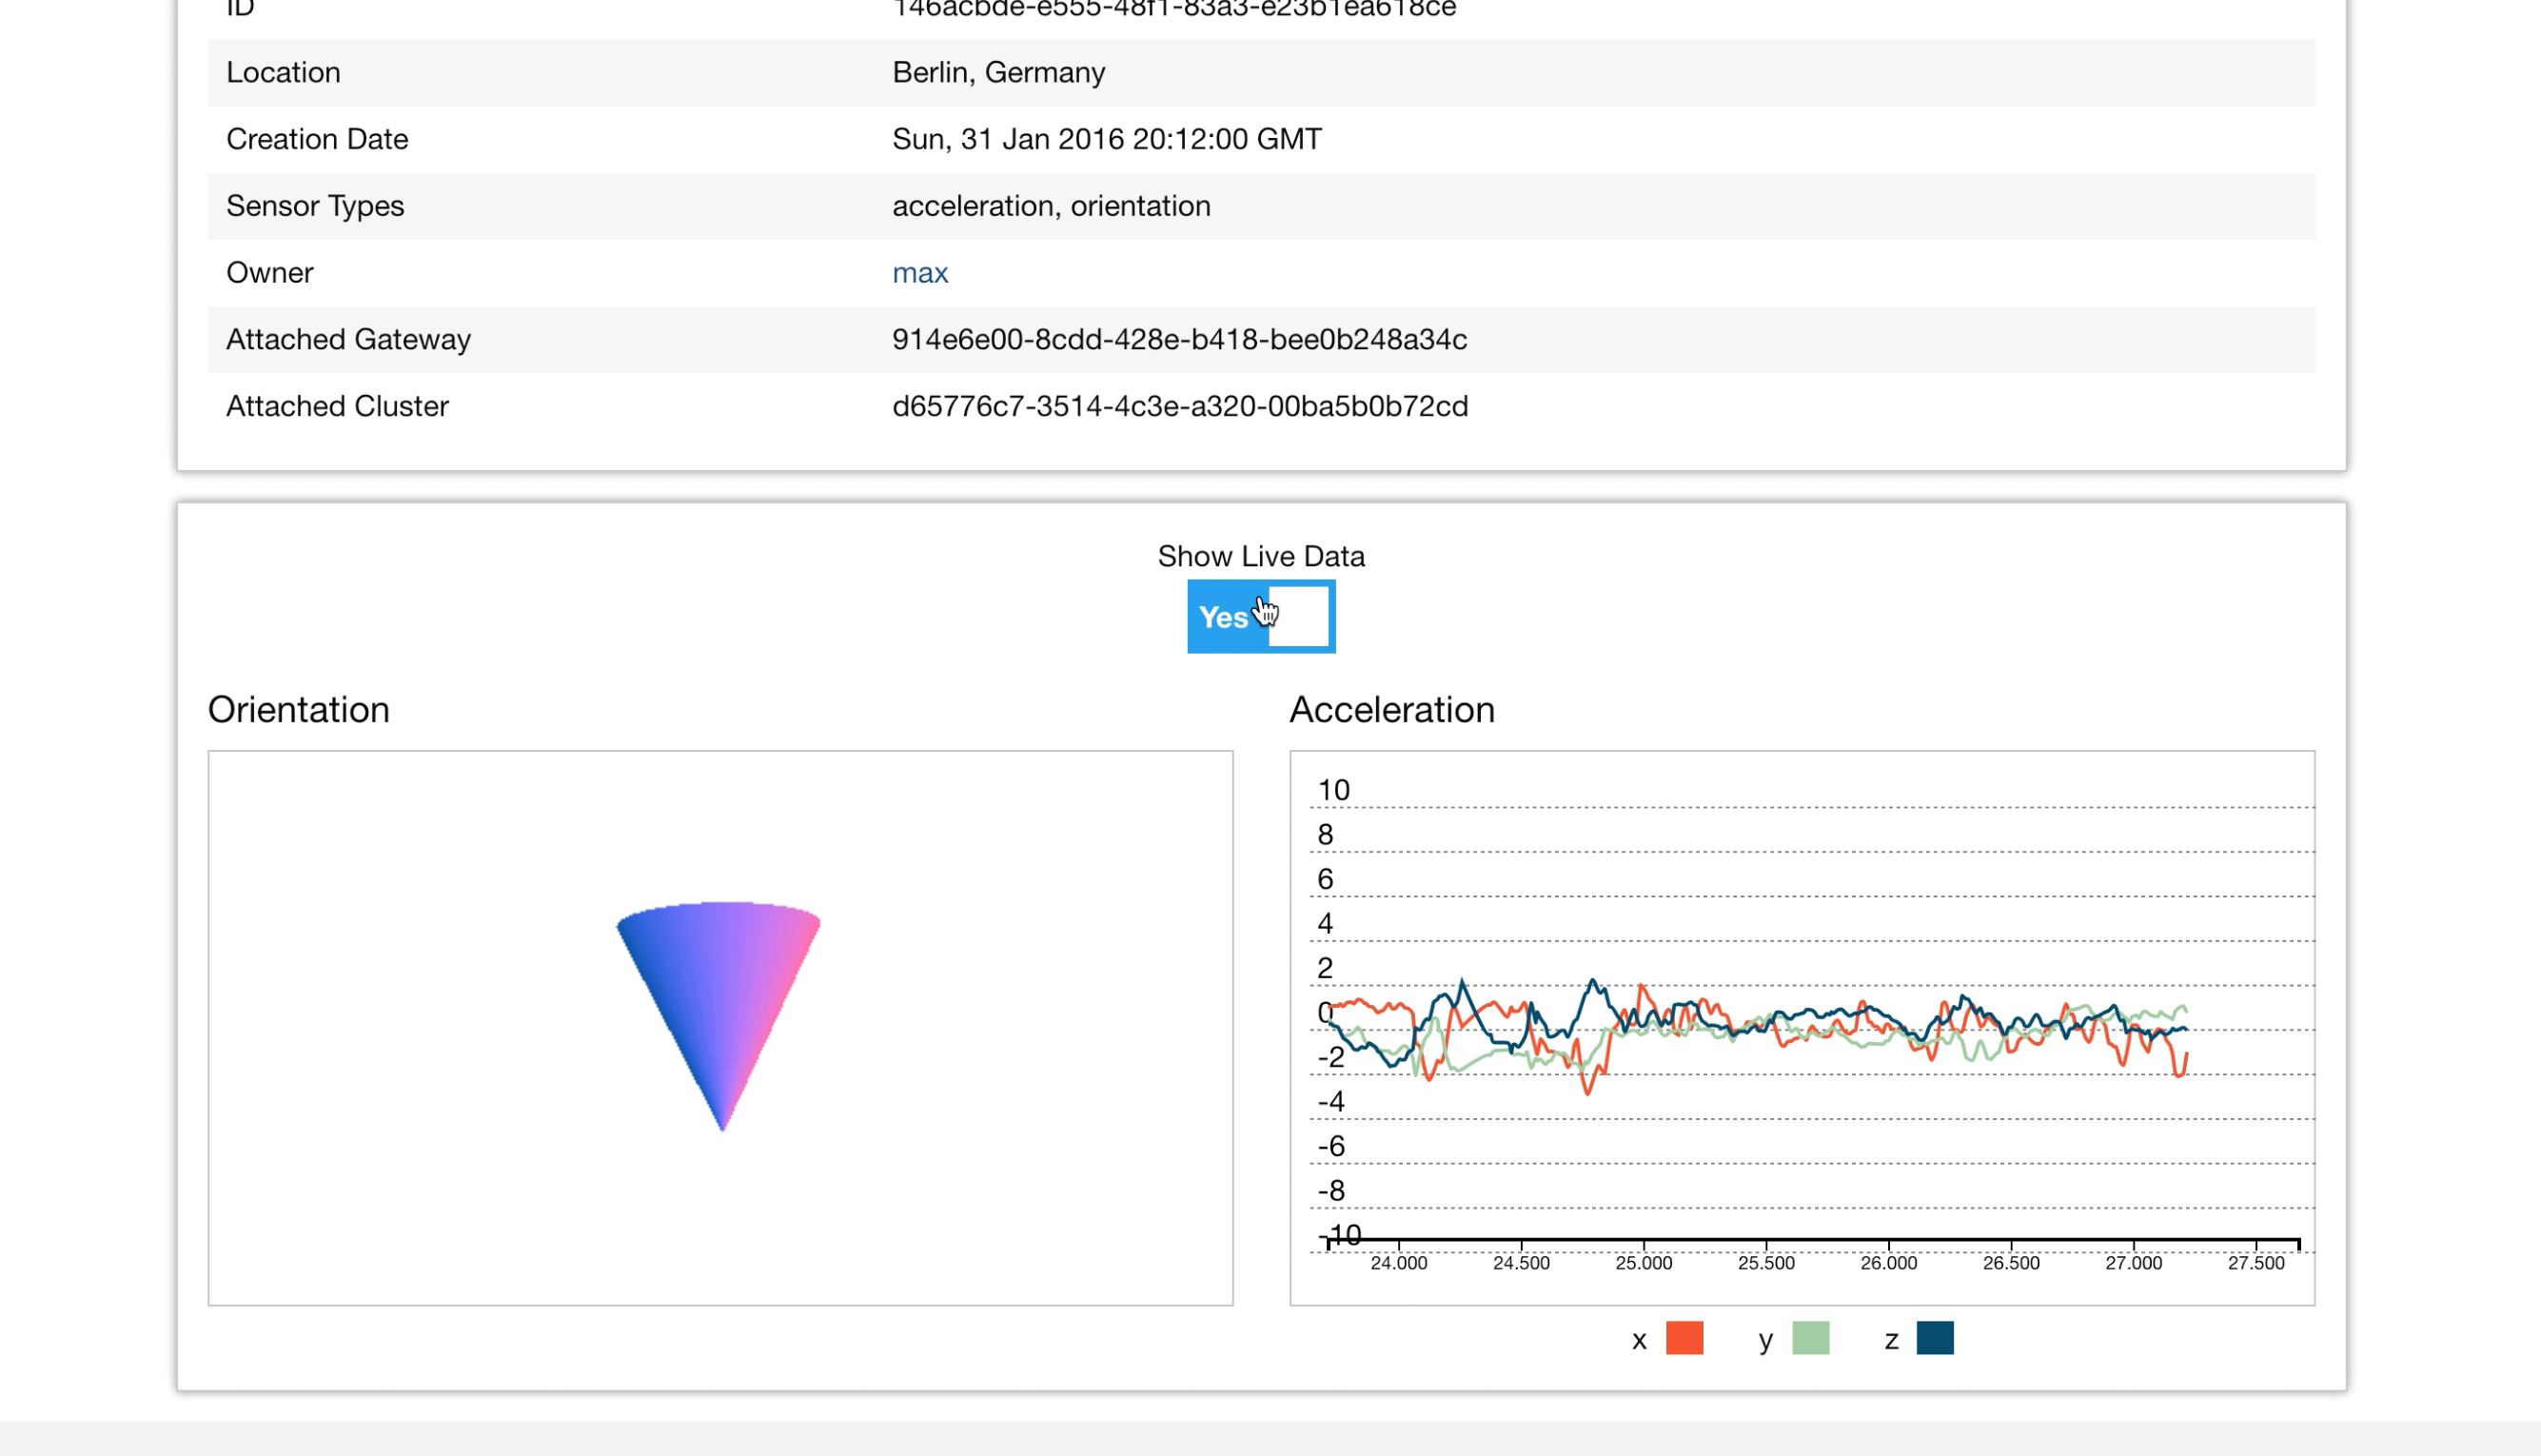 ID 146acbde-e555-48f1-83a3-e23b1ea618ce
Location Berlin, Germany
Creation Date Sun, 31 Jan 2016 20:12:00 GMT
Sensor Types acceleration, orientation
Owner max
Attached Gateway 914e6e00-8cdd-428e-b418-bee0b248a34c
Attached Cluster d65776c7-3514-4c3e-a320-00ba5b0b72cd
Show Live Data
Yes
Orientation
Acceleration
10
8
6
4
2
0
-2
-4
-6
-8
-10
24.000 24.500 25.000 25.500 26.000 26.500 27.000 27.500
x y z